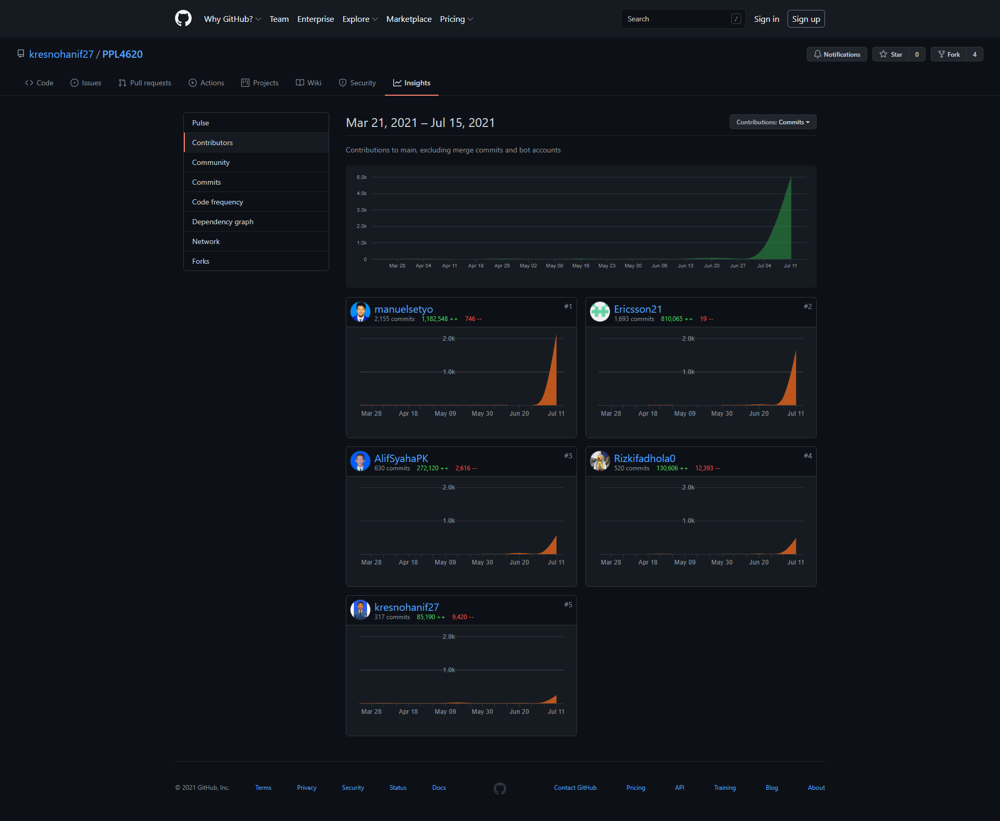 Why GitHub? Team Enterprise Explore Marketplace Pricing Search / Sign in Sign up
kresnohanif27 / PPL4620 Notifications Star 0 Fork 4
Code Issues Pull requests Actions Projects Wiki Security Insights
Pulse
Contributors
Community
Commits
Code frequency
Dependency graph
Network
Forks
Mar 21, 2021 – Jul 15, 2021 Contributions: Commits
Contributions to main, excluding merge commits and bot accounts
5.0k
4.0k
3.0k
2.0k
1.0k
0
Mar 28 Apr 04 Apr 11 Apr 18 Apr 25 May 02 May 09 May 16 May 23 May 30 Jun 06 Jun 13 Jun 20 Jun 27 Jul 04 Jul 11
manuelsetyo #1
2,155 commits 1,182,548 ++ 746 --
2.0k
1.0k
Mar 28 Apr 18 May 09 May 30 Jun 20 Jul 11
Ericsson21 #2
1,693 commits 810,065 ++ 19 --
2.0k
1.0k
Mar 28 Apr 18 May 09 May 30 Jun 20 Jul 11
AlifSyahaPK #3
630 commits 272,120 ++ 2,616 --
2.0k
1.0k
Mar 28 Apr 18 May 09 May 30 Jun 20 Jul 11
Rizkifadhola0 #4
520 commits 130,606 ++ 12,393 --
2.0k
1.0k
Mar 28 Apr 18 May 09 May 30 Jun 20 Jul 11
kresnohanif27 #5
317 commits 85,190 ++ 9,420 --
2.0k
1.0k
Mar 28 Apr 18 May 09 May 30 Jun 20 Jul 11
© 2021 GitHub, Inc. Terms Privacy Security Status Docs Contact GitHub Pricing API Training Blog About